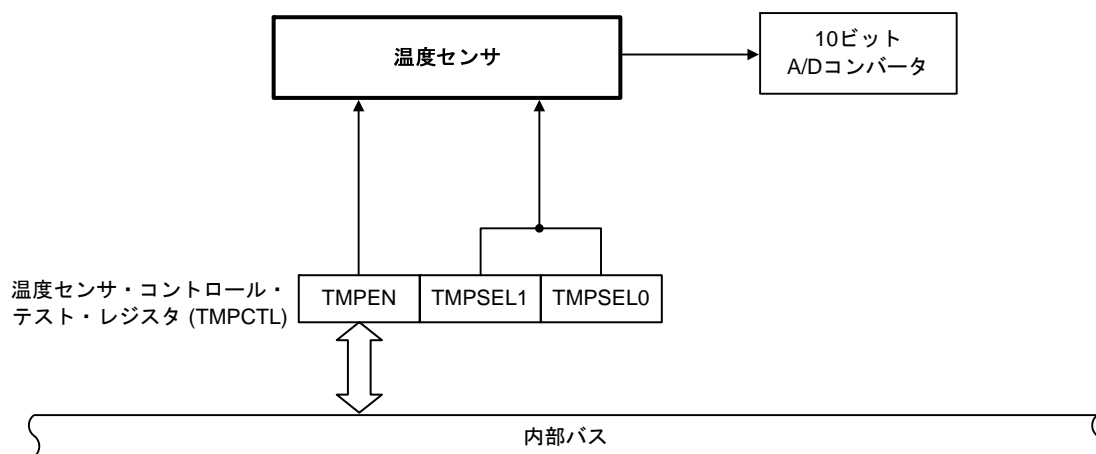 温度センサ
10ビット
A/Dコンバータ
温度センサ・コントロール・
テスト・レジスタ (TMPCTL)
TMPEN
TMPSEL1
TMPSEL0
内部バス